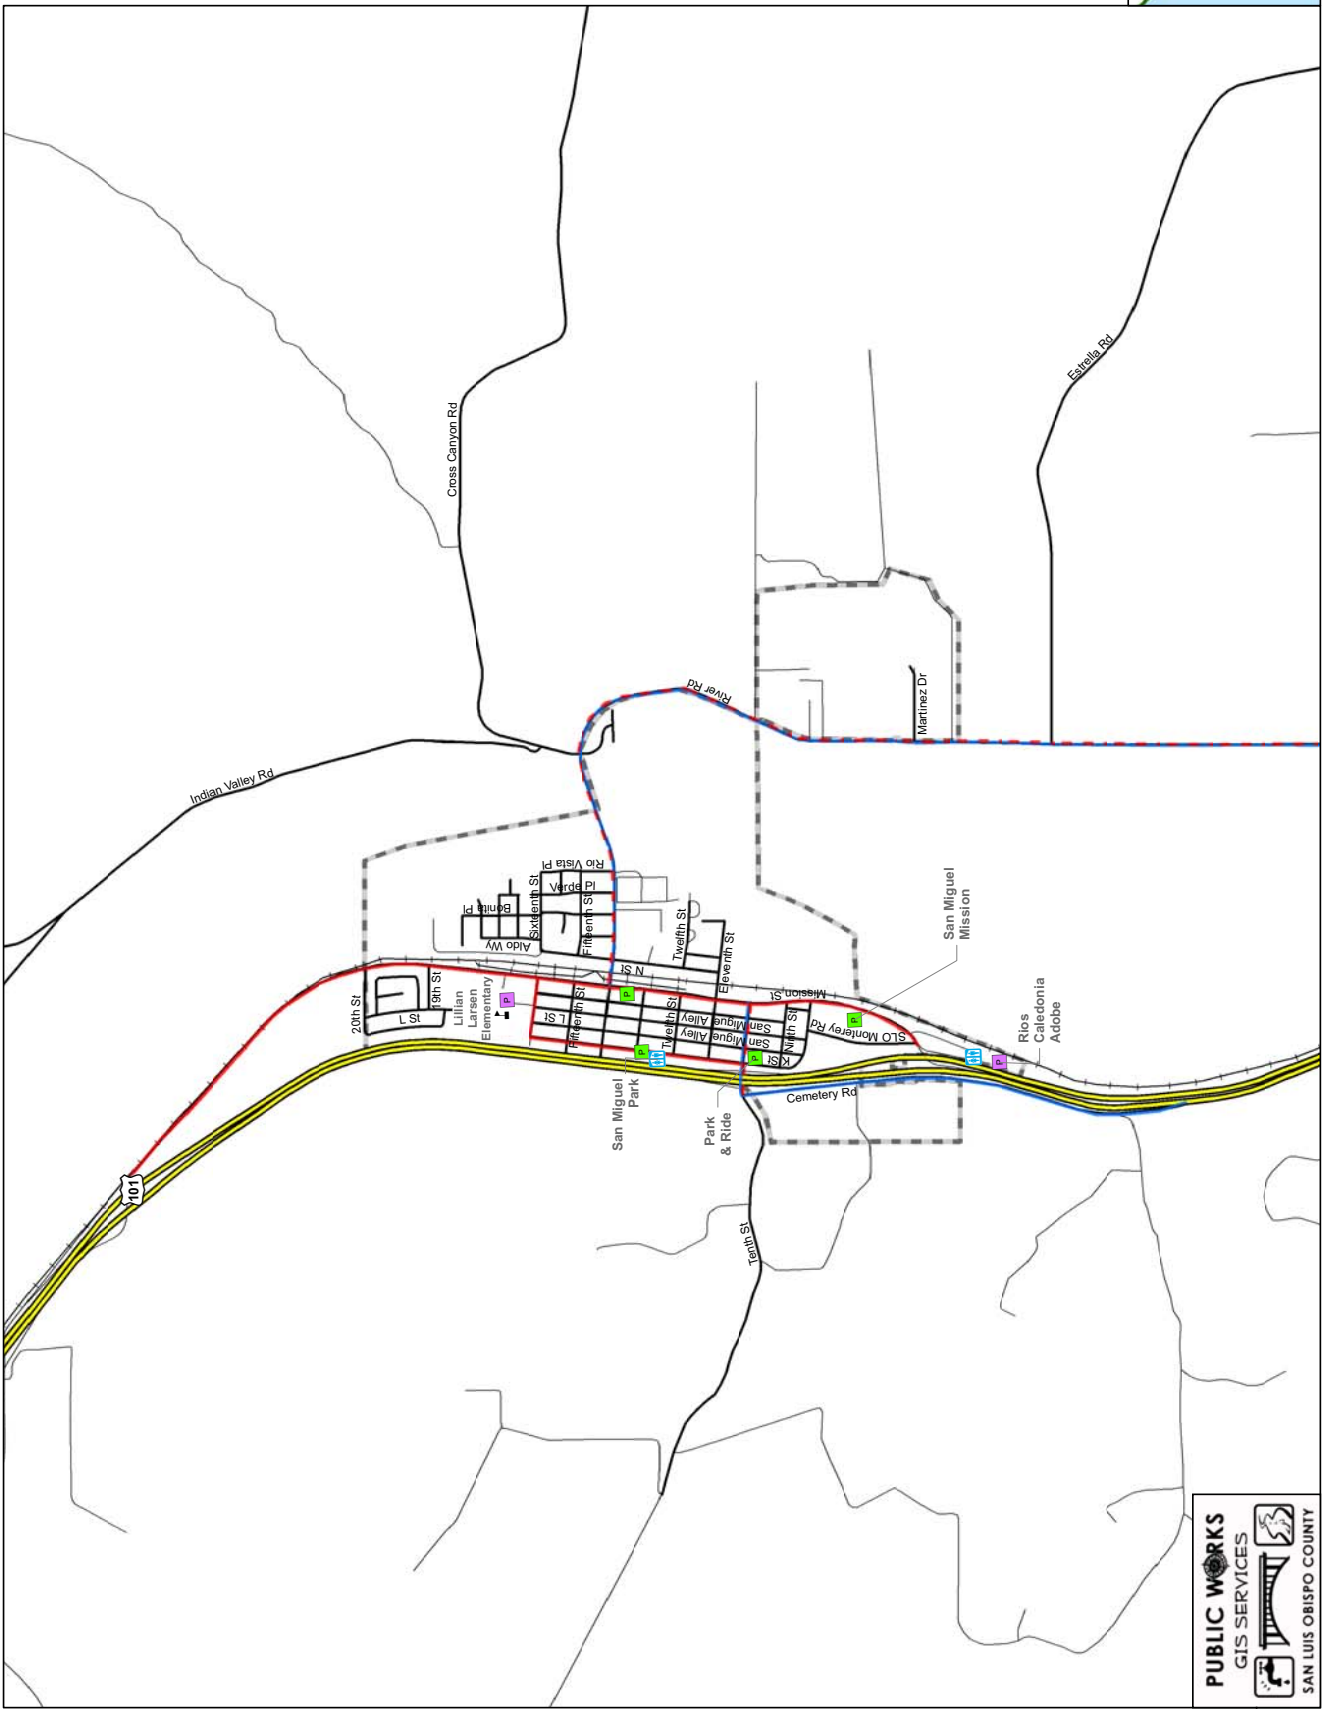 Cross Canyon Rd
Estrella Rd
River Rd
Martinez Dr
Indian Valley Rd
Rio Vista Pl
Verde Pl
Bonita Pl
Sixteenth St
Fifteenth St
Aldo Wy
Twelfth St
Eleventh St
N St
San Miguel
Mission
20th St
19th St
L St
Lillian
Larsen
Elementary
P
L St
Fifteenth St
Twelfth St
San Miguel
Alley
San Miguel
Alley
Ninth St
K St
Mission St
SLO Monterey Rd
P
P
P
P
P
Rios
Caledonia
Adobe
San Miguel
Park
Park
& Ride
Cemetery Rd
101
Tenth St
PUBLIC WORKS
GIS SERVICES
SAN LUIS OBISPO COUNTY